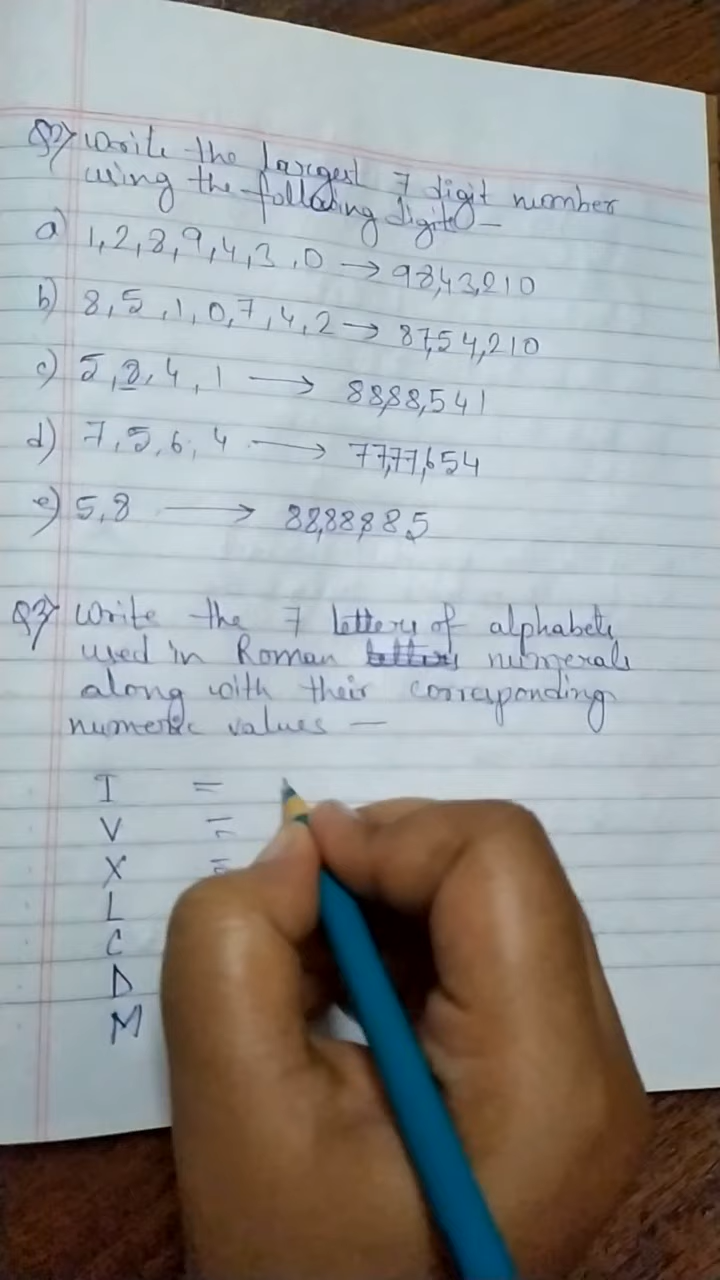 Q2) Write the largest 7 digit number
using the following digits –
a) 1,2,8,9,4,3,0 → 98,43,210
b) 8,5,1,0,7,4,2 → 87,54,210
c) 5,8,4,1 → 88,88,541
d) 7,5,6,4 → 77,77,654
e) 5,8 → 88,88,885
Q3) Write the 7 letters of alphabets
used in Roman numerals
along with their corresponding
numeric values –
I =
V =
X =
L
C
D
M